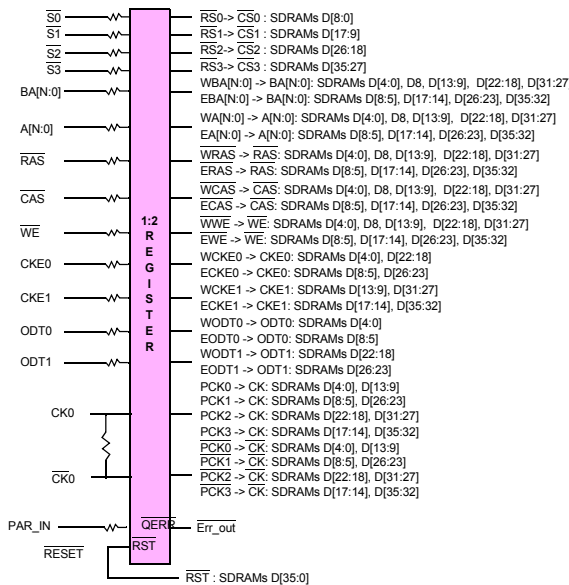 S0 RS0-> CS0 : SDRAMs D[8:0]
S1 RS1-> CS1 : SDRAMs D[17:9]
S2 RS2-> CS2 : SDRAMs D[26:18]
S3 RS3-> CS3 : SDRAMs D[35:27]
BA[N:0] WBA[N:0] -> BA[N:0]: SDRAMs D[4:0], D8, D[13:9], D[22:18], D[31:27]
EBA[N:0] -> BA[N:0]: SDRAMs D[8:5], D[17:14], D[26:23], D[35:32]
A[N:0] WA[N:0] -> A[N:0]: SDRAMs D[4:0], D8, D[13:9], D[22:18], D[31:27]
EA[N:0] -> A[N:0]: SDRAMs D[8:5], D[17:14], D[26:23], D[35:32]
RAS WRAS -> RAS: SDRAMs D[4:0], D8, D[13:9], D[22:18], D[31:27]
ERAS -> RAS: SDRAMs D[8:5], D[17:14], D[26:23], D[35:32]
CAS WCAS -> CAS: SDRAMs D[4:0], D8, D[13:9], D[22:18], D[31:27]
ECAS -> CAS: SDRAMs D[8:5], D[17:14], D[26:23], D[35:32]
WE WWE -> WE: SDRAMs D[4:0], D8, D[13:9], D[22:18], D[31:27]
EWE -> WE: SDRAMs D[8:5], D[17:14], D[26:23], D[35:32]
1:2
R
E
G
I
S
T
E
R
CKE0 WCKE0 -> CKE0: SDRAMs D[4:0], D[22:18]
ECKE0 -> CKE0: SDRAMs D[8:5], D[26:23]
CKE1 WCKE1 -> CKE1: SDRAMs D[13:9], D[31:27]
ECKE1 -> CKE1: SDRAMs D[17:14], D[35:32]
ODT0 WODT0 -> ODT0: SDRAMs D[4:0]
EODT0 -> ODT0: SDRAMs D[8:5]
ODT1 WODT1 -> ODT1: SDRAMs D[22:18]
EODT1 -> ODT1: SDRAMs D[26:23]
PCK0 -> CK: SDRAMs D[4:0], D[13:9]
PCK1 -> CK: SDRAMs D[8:5], D[26:23]
CK0 PCK2 -> CK: SDRAMs D[22:18], D[31:27]
PCK3 -> CK: SDRAMs D[17:14], D[35:32]
PCK0 -> CK: SDRAMs D[4:0], D[13:9]
PCK1 -> CK: SDRAMs D[8:5], D[26:23]
CK0 PCK2 -> CK: SDRAMs D[22:18], D[31:27]
PCK3 -> CK: SDRAMs D[17:14], D[35:32]
PAR_IN QERR Err_out
RESET RST
RST : SDRAMs D[35:0]